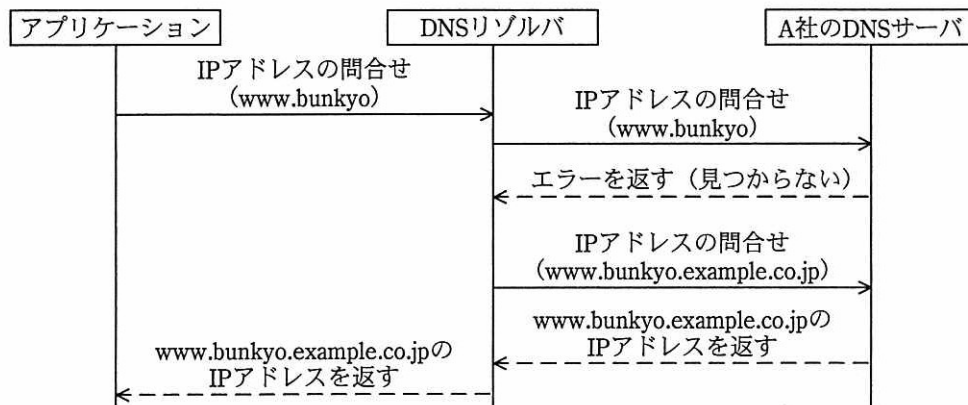 アプリケーション
DNSリゾルバ
A社のDNSサーバ
IPアドレスの問合せ
（www.bunkyo）
IPアドレスの問合せ
（www.bunkyo）
エラーを返す（見つからない）
IPアドレスの問合せ
（www.bunkyo.example.co.jp）
www.bunkyo.example.co.jpの
IPアドレスを返す
www.bunkyo.example.co.jpの
IPアドレスを返す